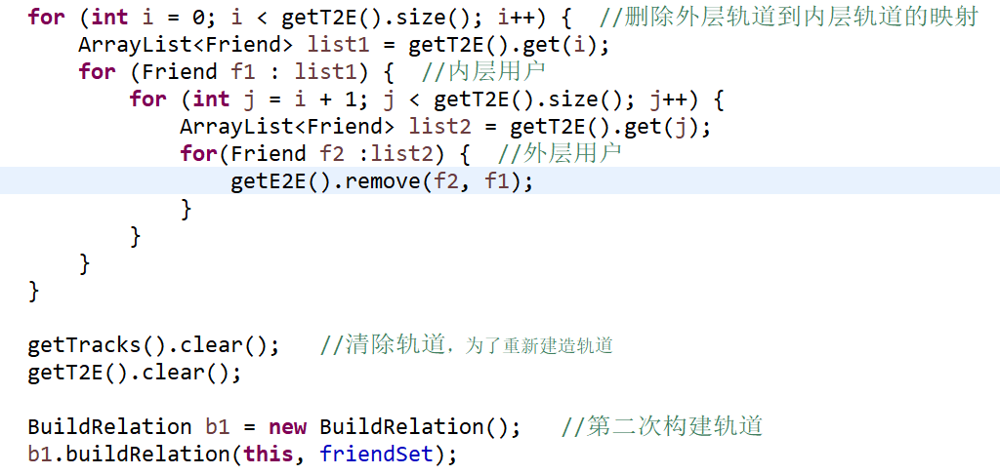 for (int i = 0; i < getT2E().size(); i++) {  //删除外层轨道到内层轨道的映射
    ArrayList<Friend> list1 = getT2E().get(i);
    for (Friend f1 : list1) {  //内层用户
        for (int j = i + 1; j < getT2E().size(); j++) {
            ArrayList<Friend> list2 = getT2E().get(j);
            for(Friend f2 :list2) {  //外层用户
                getE2E().remove(f2, f1);
            }
        }
    }
}
getTracks().clear();   //清除轨道，为了重新建造轨道
getT2E().clear();
BuildRelation b1 = new BuildRelation();   //第二次构建轨道
b1.buildRelation(this, friendSet);